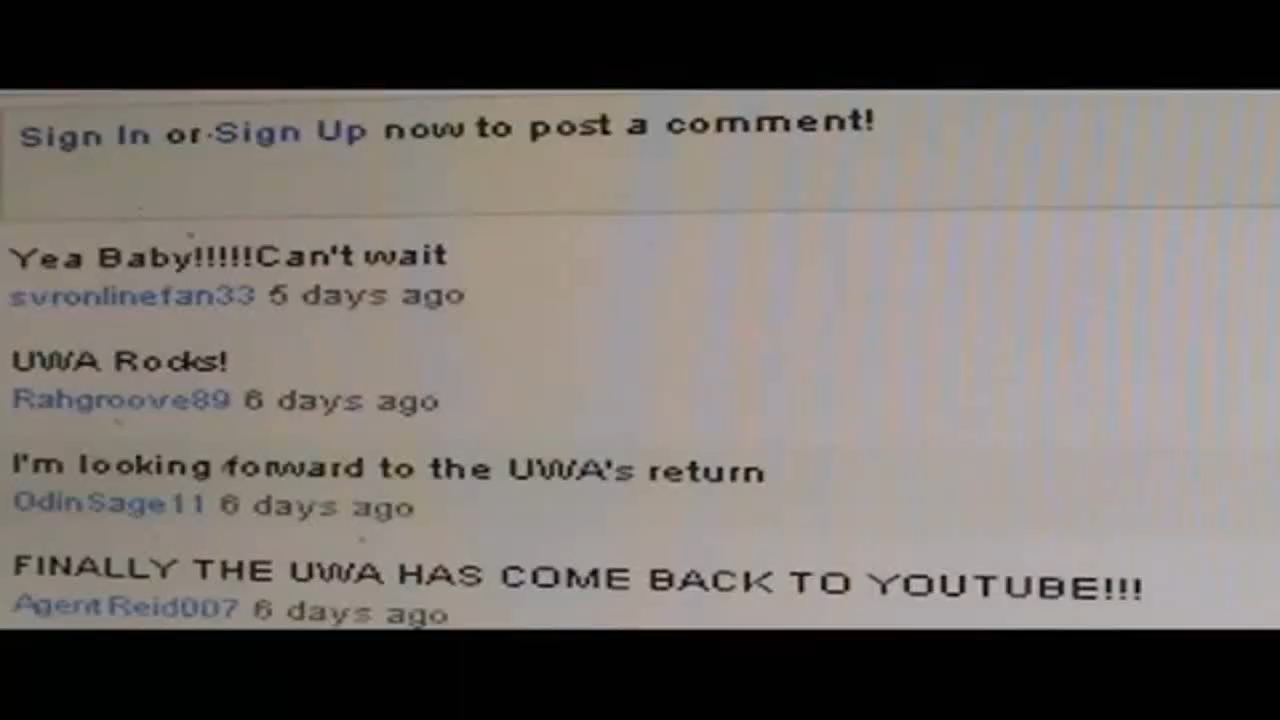 Sign In or Sign Up now to post a comment!
Yea Baby!!!!!Can't wait
svronlinefan33 5 days ago
UWA Rocks!
Rahgroove89 6 days ago
I'm looking forward to the UWA's return
OdinSage11 6 days ago
FINALLY THE UWA HAS COME BACK TO YOUTUBE!!!
AgentReid007 6 days ago